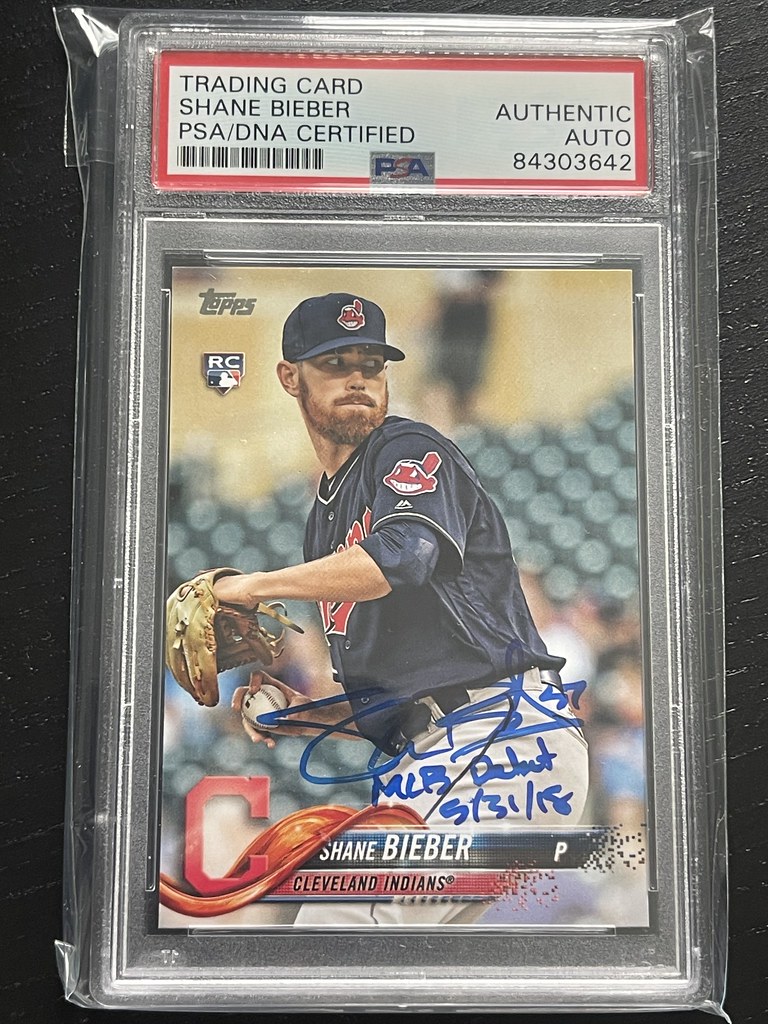 TRADING CARD
SHANE BIEBER
PSA/DNA CERTIFIED
AUTHENTIC
AUTO
84303642
PSA
Topps
RC
MLB Debut
5/31/18
SHANE BIEBER P
CLEVELAND INDIANS®